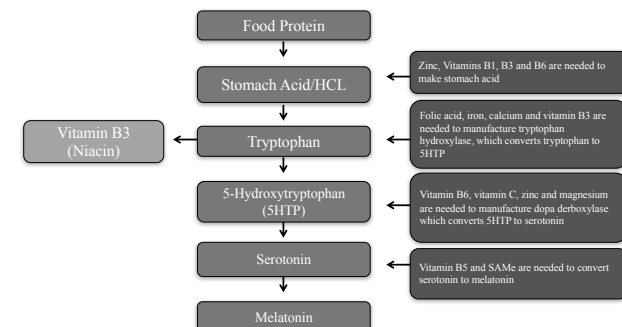 Food Protein
Stomach Acid/HCL
Zinc, Vitamins B1, B3 and B6 are needed to
make stomach acid
Vitamin B3
(Niacin)
Tryptophan
Folic acid, iron, calcium and vitamin B3 are
needed to manufacture tryptophan
hydroxylase, which converts tryptophan to
5HTP
5-Hydroxytryptophan
(5HTP)
Vitamin B6, vitamin C, zinc and magnesium
are needed to manufacture dopa derboxylase
which converts 5HTP to serotonin
Serotonin
Vitamin B5 and SAMe are needed to convert
serotonin to melatonin
Melatonin